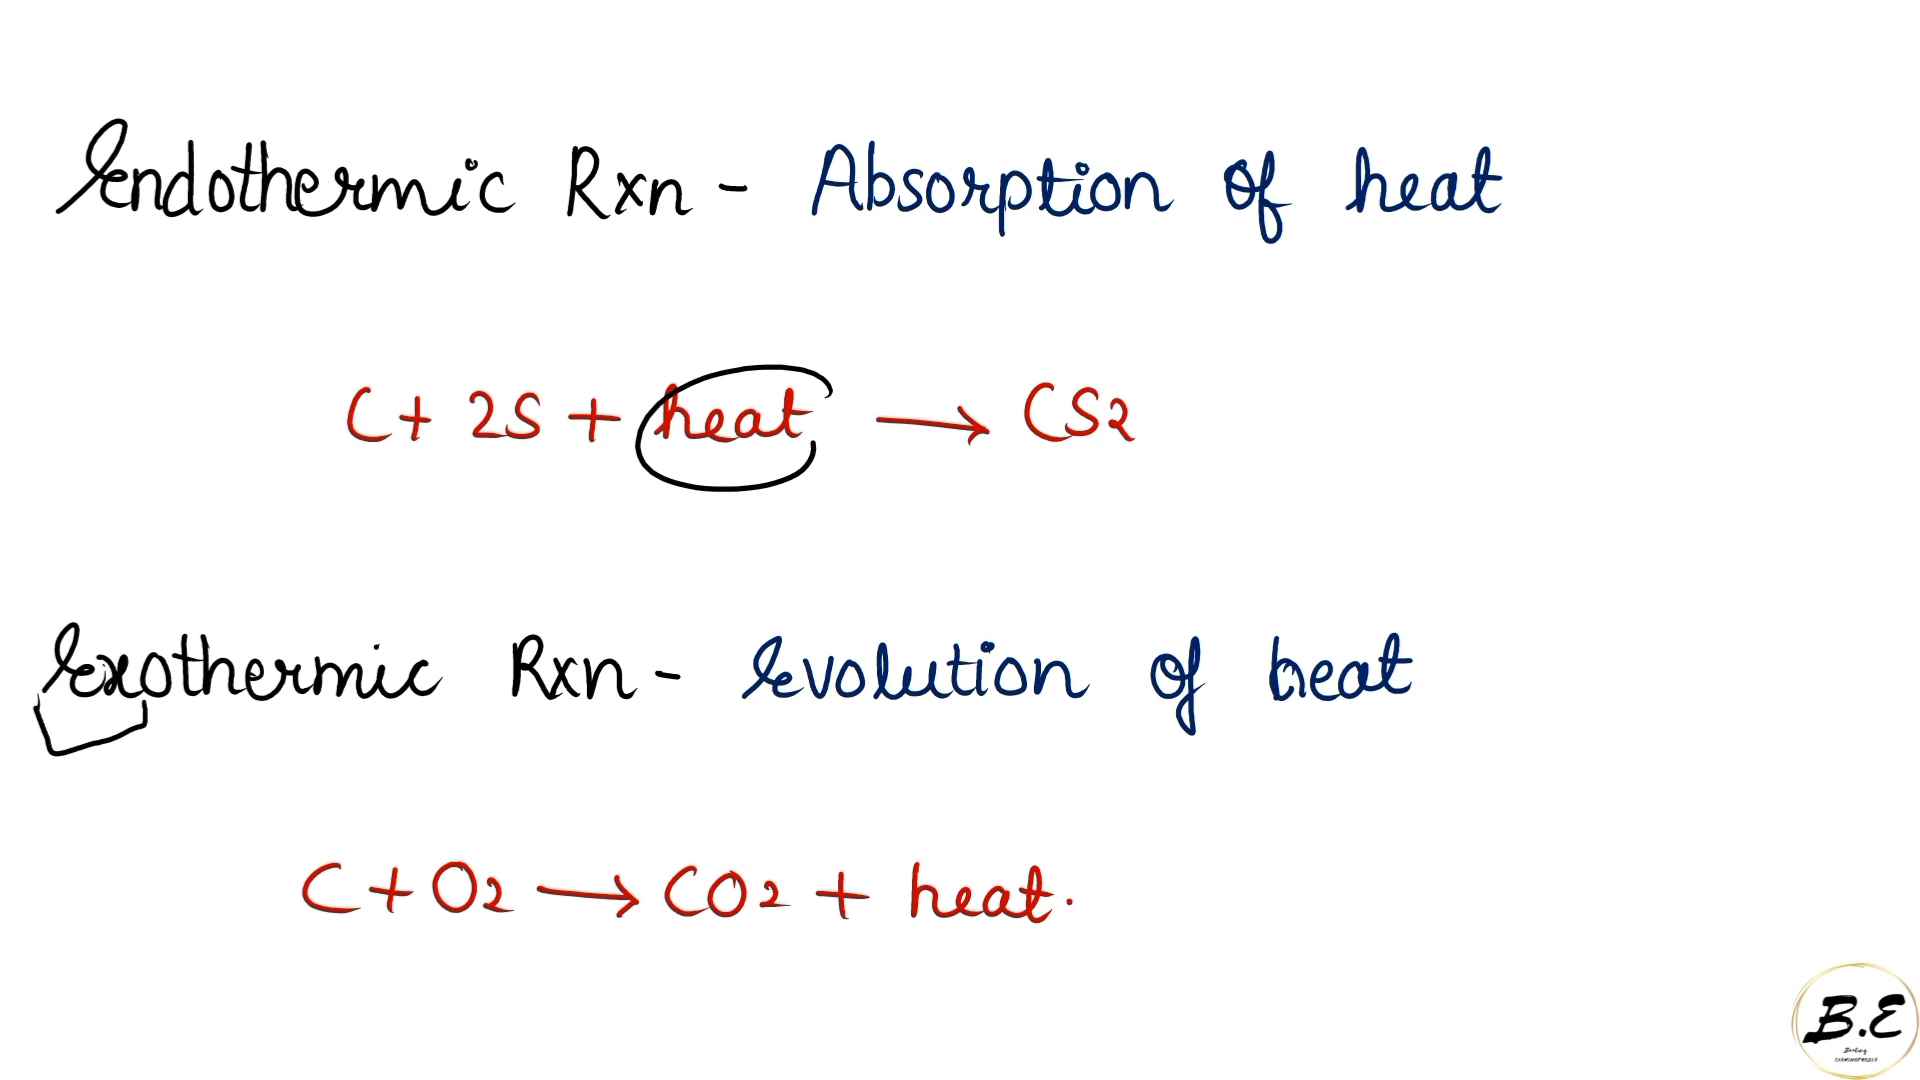 Endothermic Rxn - Absorption of heat
C + 2S + heat → CS2
Exothermic Rxn - Evolution of heat
C + O2 → CO2 + heat.
B.E